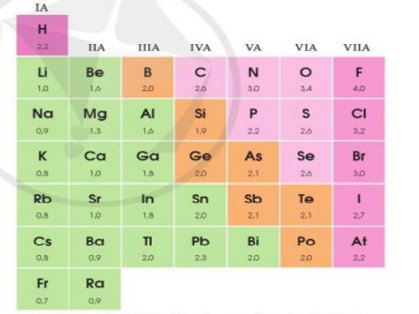 IA
H
2,2
IIA IIIA IVA VA VIA VIIA
Li Be B C N O F
1,0 1,6 2,0 2,6 3,0 3,4 4,0
Na Mg Al Si P S Cl
0,9 1,3 1,6 1,9 2,2 2,6 3,2
K Ca Ga Ge As Se Br
0,8 1,0 1,8 2,0 2,1 2,6 3,0
Rb Sr In Sn Sb Te I
0,8 1,0 1,8 2,0 2,1 2,1 2,7
Cs Ba Tl Pb Bi Po At
0,8 0,9 2,0 2,3 2,0 2,0 2,2
Fr Ra
0,7 0,9